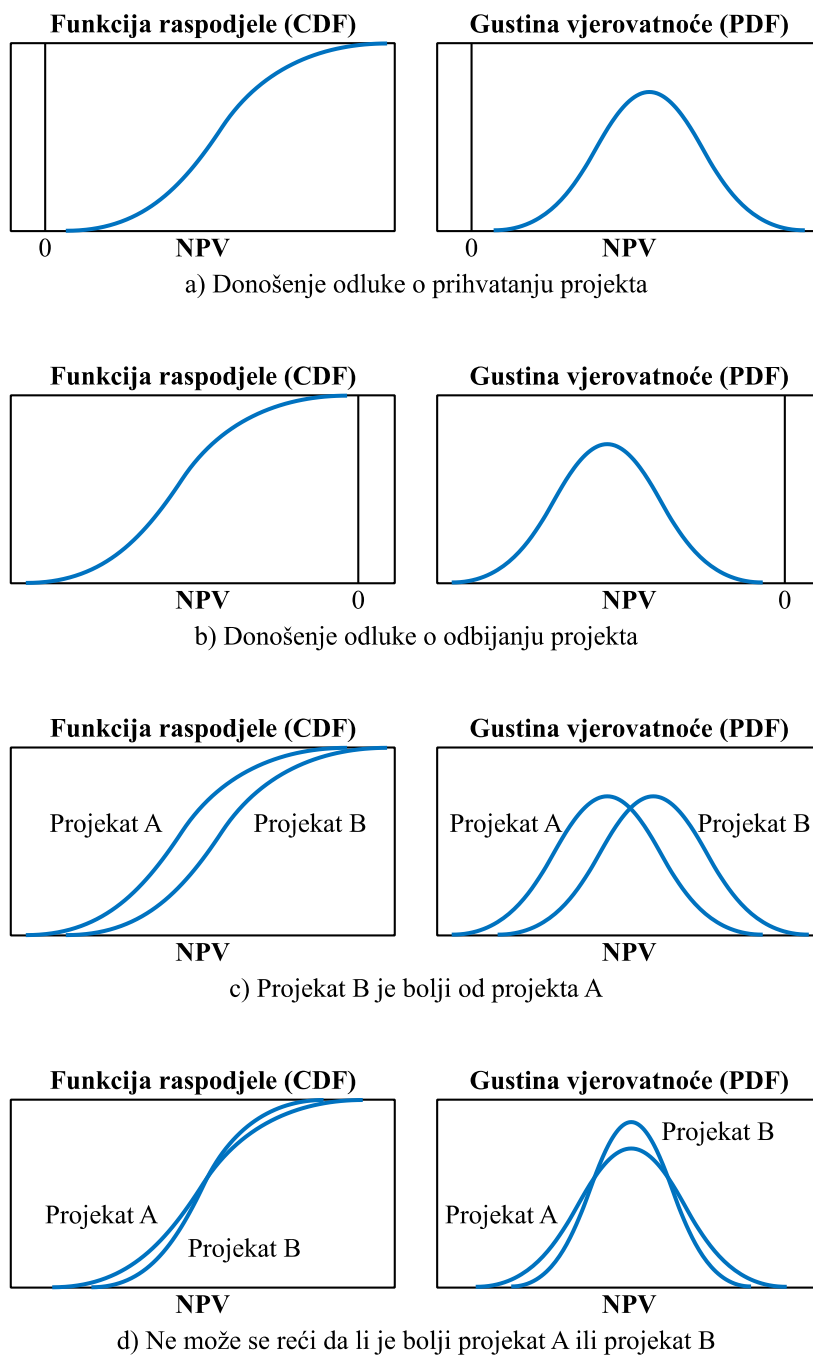 Funkcija raspodjele (CDF) Gustina vjerovatnoće (PDF)
0 NPV 0 NPV
a) Donošenje odluke o prihvatanju projekta
Funkcija raspodjele (CDF) Gustina vjerovatnoće (PDF)
NPV 0 NPV 0
b) Donošenje odluke o odbijanju projekta
Funkcija raspodjele (CDF) Gustina vjerovatnoće (PDF)
Projekat A Projekat B Projekat A Projekat B
NPV NPV
c) Projekat B je bolji od projekta A
Funkcija raspodjele (CDF) Gustina vjerovatnoće (PDF)
Projekat B
Projekat A Projekat A
Projekat B
NPV NPV
d) Ne može se reći da li je bolji projekat A ili projekat B